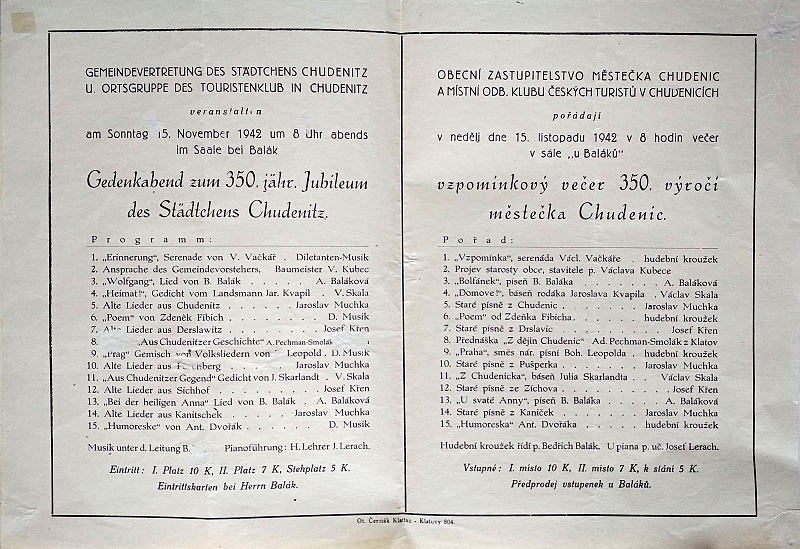 GEMEINDEVERTRETUNG DES STÄDTCHENS CHUDENITZ
U. ORTSGRUPPE DES TOURISTENKLUB IN CHUDENITZ
veranstalten
am Sonntag 15. November 1942 um 8 Uhr abends
im Saale bei Balák
Gedenkabend zum 350. jähr. Jubileum
des Städtchens Chudenitz.
Programm:
1. „Erinnerung", Serenade von V. Vačkář . Diletanten-Musik
2. Ansprache des Gemeindevorstehers, Baumeister V. Kubec
3. „Wolfgang", Lied von B. Balák . . . . . A. Baláková
4. „Heimat!", Gedicht vom Landsmann Jar. Kvapil . V. Skala
5. Alte Lieder aus Chudenitz . . . . . Jaroslav Muchka
6. „Poem" von Zdeněk Fibich . . . . . D. Musik
7. Alte Lieder aus Derslawitz . . . . . Josef Křen
8. „Aus Chudenitzer Geschichte" A. Pechman-Smolák
9. „Prag" Gemisch von Volksliedern von Leopold . D. Musik
10. Alte Lieder aus . . . . . Jaroslav Muchka
11. „Aus Chudenitzer Gegend" Gedicht von J. Skarlandt . V. Skala
12. Alte Lieder aus Sichhof . . . . . Josef Křen
13. „Bei der heiligen Anna" Lied von B. Balák . A. Baláková
14. Alte Lieder aus Kanitschek . . . . . Jaroslav Muchka
15. „Humoreske" von Ant. Dvořák . . . . . D. Musik
Musik unter d. Leitung B. Pianoführung: H. Lehrer J. Lerach.
Eintritt: I. Platz 10 K, II. Platz 7 K, Stehplatz 5 K.
Eintrittskarten bei Herrn Balák.
OBECNÍ ZASTUPITELSTVO MĚSTEČKA CHUDENIC
A MÍSTNÍ ODB. KLUBU ČESKÝCH TURISTŮ V CHUDENICÍCH
pořádají
v neděli dne 15. listopadu 1942 v 8 hodin večer
v sále „u Baláků"
vzpomínkový večer 350. výročí
městečka Chudenic.
Pořad:
1. „Vzpomínka", serenáda Václ. Vačkáře . hudební kroužek
2. Projev starosty obce, stavitele p. Václava Kubece
3. „Bolfánek", píseň B. Baláka . . . . . A. Baláková
4. „Domove!", báseň rodáka Jaroslava Kvapila . Václav Skala
5. Staré písně z Chudenic . . . . . Jaroslav Muchka
6. „Poem" od Zdeňka Fibicha . . . . . hudební kroužek
7. Staré písně z Drslavic . . . . . Josef Křen
8. Přednáška „Z dějin Chudenic" Ad. Pechman-Smolák z Klatov
9. „Praha", směs nár. písní Boh. Leopolda . hudební kroužek
10. Staré písně z Pušperka . . . . . Jaroslav Muchka
11. „Z Chudenicka", báseň Julia Skarlandta . . Václav Skala
12. Staré písně ze Žichova . . . . . Josef Křen
13. „U svaté Anny", píseň B. Baláka . . . . . A. Baláková
14. Staré písně z Kaniček . . . . . Jaroslav Muchka
15. „Humoreska" Ant. Dvořáka . . . . . hudební kroužek
Hudební kroužek řídí p. Bedřich Balák. U piana p. uč. Josef Lerach.
Vstupné: I. místo 10 K, II. místo 7 K, k stání 5 K.
Předprodej vstupenek u Baláků.
Ot. Čermák Klattau - Klatovy 804.